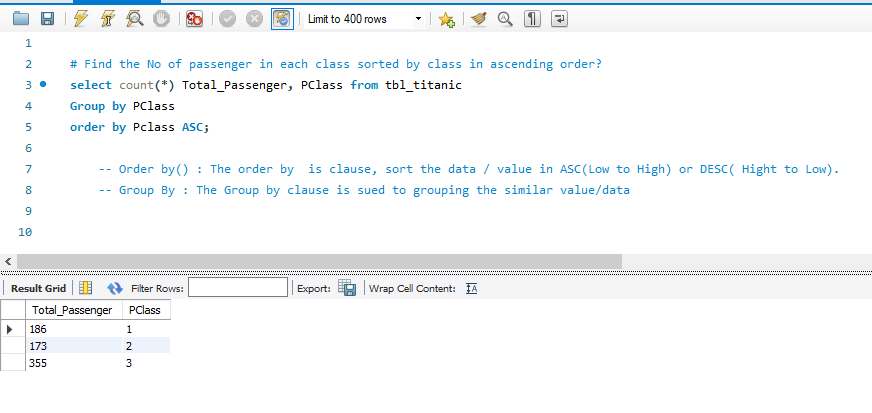 Limit to 400 rows
1
2 # Find the No of passenger in each class sorted by class in ascending order?
3 select count(*) Total_Passenger, PClass from tbl_titanic
4 Group by PClass
5 order by Pclass ASC;
6
7 -- Order by() : The order by  is clause, sort the data / value in ASC(Low to High) or DESC( Hight to Low).
8 -- Group By : The Group by clause is sued to grouping the similar value/data
9
10
Result Grid Filter Rows: Export: Wrap Cell Content: IA
Total_Passenger PClass
186 1
173 2
355 3